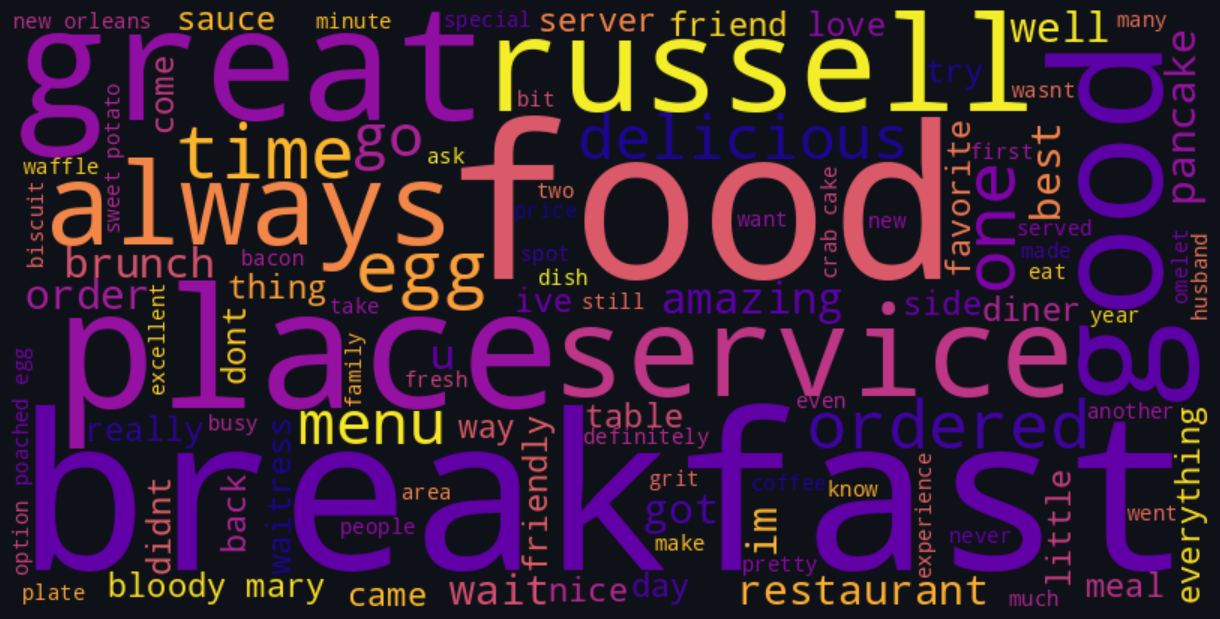 new orleans
sauce
minute
special
server
friend
love
well
many
great
russell
try
come
sweet potato
bit
wasnt
good
pancake
time
go
ask
delicious
favorite
first
best
one
waffle
biscuit
always
food
two
price
want
crab cake
new
served
made
eat
omelet
husband
brunch
bacon
egg
spot
dish
order
thing
take
ive
still
amazing
side
diner
year
excellent
dont
place
family
u
fresh
service
option poached egg
even
really
busy
waitress
menu
way
friendly
table
definitely
ordered
another
everything
breakfast
didnt
back
area
people
grit
got
make
coffee
know
im
pretty
experience
never
little
went
plate
bloody mary
came
wait
nice
day
restaurant
much
meal